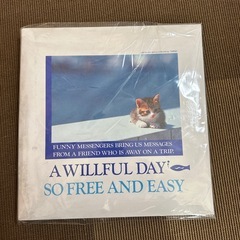 FUNNY MESSENGERS BRING US MESSAGES
FROM A FRIEND WHO IS AWAY ON A TRIP.
A WILLFUL DAY
SO FREE AND EASY